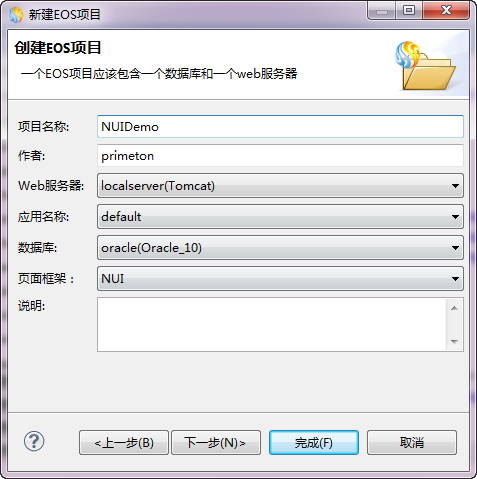 新建EOS项目
创建EOS项目
一个EOS项目应该包含一个数据库和一个web服务器
项目名称: NUIDemo
作者: primeton
Web服务器: localserver(Tomcat)
应用名称: default
数据库: oracle(Oracle_10)
页面框架： NUI
说明:
? <上一步(B) 下一步(N)> 完成(F) 取消